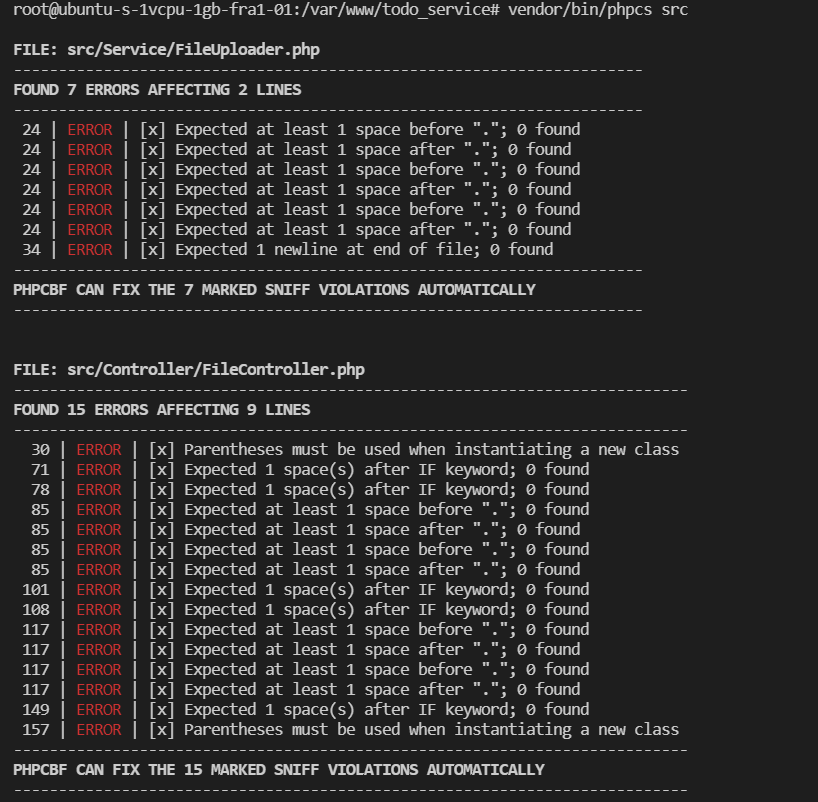 root@ubuntu-s-1vcpu-1gb-fra1-01:/var/www/todo_service# vendor/bin/phpcs src
FILE: src/Service/FileUploader.php
----------------------------------------------------------------------
FOUND 7 ERRORS AFFECTING 2 LINES
----------------------------------------------------------------------
 24 | ERROR | [x] Expected at least 1 space before "."; 0 found
 24 | ERROR | [x] Expected at least 1 space after "."; 0 found
 24 | ERROR | [x] Expected at least 1 space before "."; 0 found
 24 | ERROR | [x] Expected at least 1 space after "."; 0 found
 24 | ERROR | [x] Expected at least 1 space before "."; 0 found
 24 | ERROR | [x] Expected at least 1 space after "."; 0 found
 34 | ERROR | [x] Expected 1 newline at end of file; 0 found
----------------------------------------------------------------------
PHPCBF CAN FIX THE 7 MARKED SNIFF VIOLATIONS AUTOMATICALLY
----------------------------------------------------------------------
FILE: src/Controller/FileController.php
---------------------------------------------------------------------------
FOUND 15 ERRORS AFFECTING 9 LINES
---------------------------------------------------------------------------
  30 | ERROR | [x] Parentheses must be used when instantiating a new class
  71 | ERROR | [x] Expected 1 space(s) after IF keyword; 0 found
  78 | ERROR | [x] Expected 1 space(s) after IF keyword; 0 found
  85 | ERROR | [x] Expected at least 1 space before "."; 0 found
  85 | ERROR | [x] Expected at least 1 space after "."; 0 found
  85 | ERROR | [x] Expected at least 1 space before "."; 0 found
  85 | ERROR | [x] Expected at least 1 space after "."; 0 found
 101 | ERROR | [x] Expected 1 space(s) after IF keyword; 0 found
 108 | ERROR | [x] Expected 1 space(s) after IF keyword; 0 found
 117 | ERROR | [x] Expected at least 1 space before "."; 0 found
 117 | ERROR | [x] Expected at least 1 space after "."; 0 found
 117 | ERROR | [x] Expected at least 1 space before "."; 0 found
 117 | ERROR | [x] Expected at least 1 space after "."; 0 found
 149 | ERROR | [x] Expected 1 space(s) after IF keyword; 0 found
 157 | ERROR | [x] Parentheses must be used when instantiating a new class
---------------------------------------------------------------------------
PHPCBF CAN FIX THE 15 MARKED SNIFF VIOLATIONS AUTOMATICALLY
---------------------------------------------------------------------------